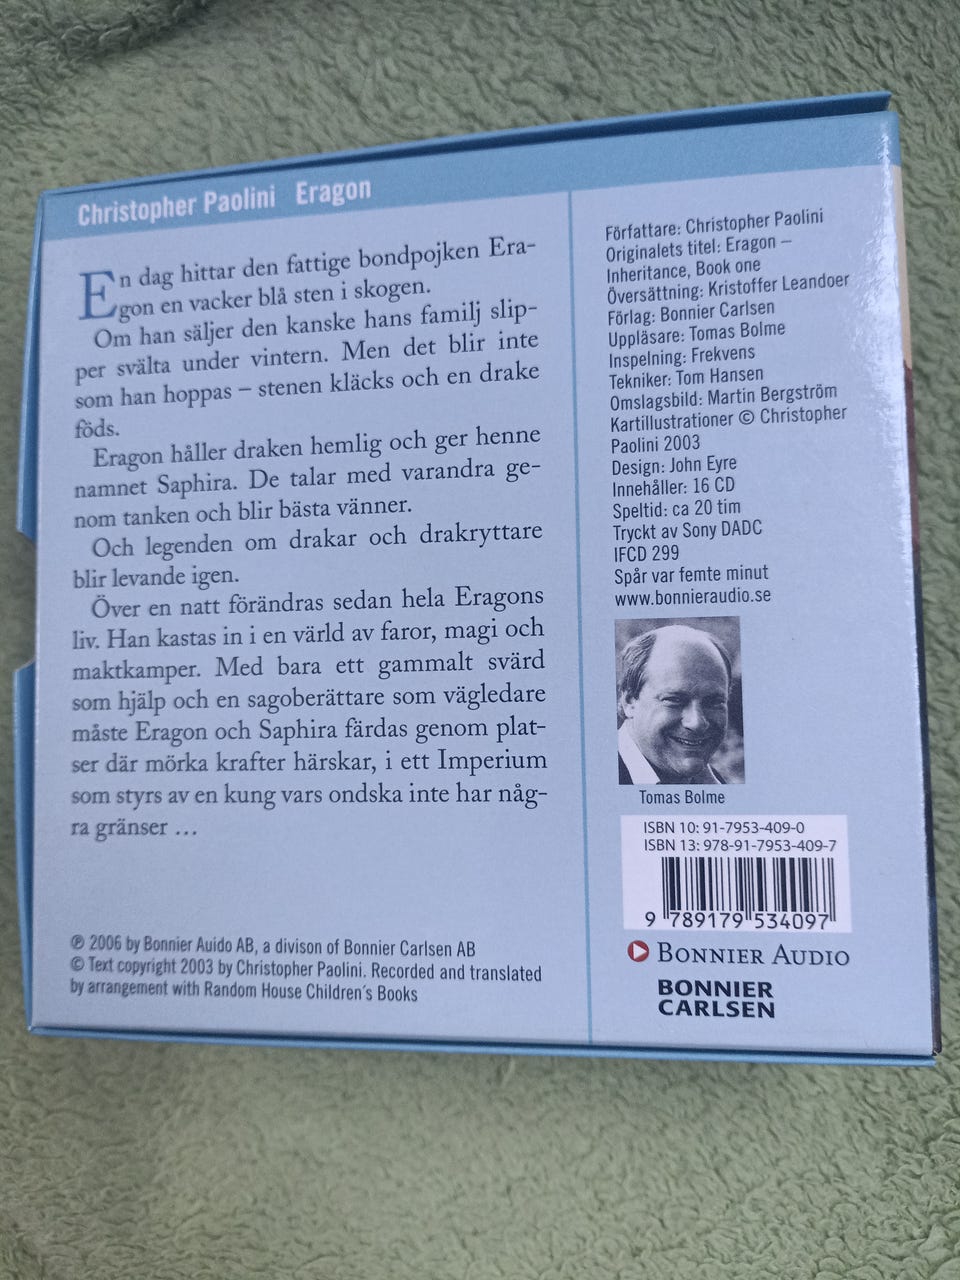 Christopher Paolini Eragon
En dag hittar den fattige bondpojken Era-
gon en vacker blå sten i skogen.
Om han säljer den kanske hans familj slip-
per svälta under vintern. Men det blir inte
som han hoppas – stenen kläcks och en drake
föds.
Eragon håller draken hemlig och ger henne
namnet Saphira. De talar med varandra ge-
nom tanken och blir bästa vänner.
Och legenden om drakar och drakryttare
blir levande igen.
Över en natt förändras sedan hela Eragons
liv. Han kastas in i en värld av faror, magi och
maktkamper. Med bara ett gammalt svärd
som hjälp och en sagoberättare som vägledare
måste Eragon och Saphira färdas genom plat-
ser där mörka krafter härskar, i ett Imperium
som styrs av en kung vars ondska inte har någ-
ra gränser ...
℗ 2006 by Bonnier Auido AB, a divison of Bonnier Carlsen AB
© Text copyright 2003 by Christopher Paolini. Recorded and translated
by arrangement with Random House Children´s Books
Författare: Christopher Paolini
Originalets titel: Eragon –
Inheritance, Book one
Översättning: Kristoffer Leandoer
Förlag: Bonnier Carlsen
Uppläsare: Tomas Bolme
Inspelning: Frekvens
Tekniker: Tom Hansen
Omslagsbild: Martin Bergström
Kartillustrationer © Christopher
Paolini 2003
Design: John Eyre
Innehåller: 16 CD
Speltid: ca 20 tim
Tryckt av Sony DADC
IFCD 299
Spår var femte minut
www.bonnieraudio.se
Tomas Bolme
ISBN 10: 91-7953-409-0
ISBN 13: 978-91-7953-409-7
9 789179 534097
BONNIER AUDIO
BONNIER
CARLSEN